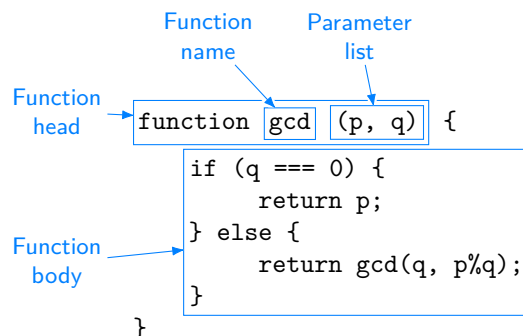 Function
name
Parameter
list
Function
head
function gcd (p, q) {
if (q === 0) {
return p;
} else {
Function
body
return gcd(q, p%q);
}
}